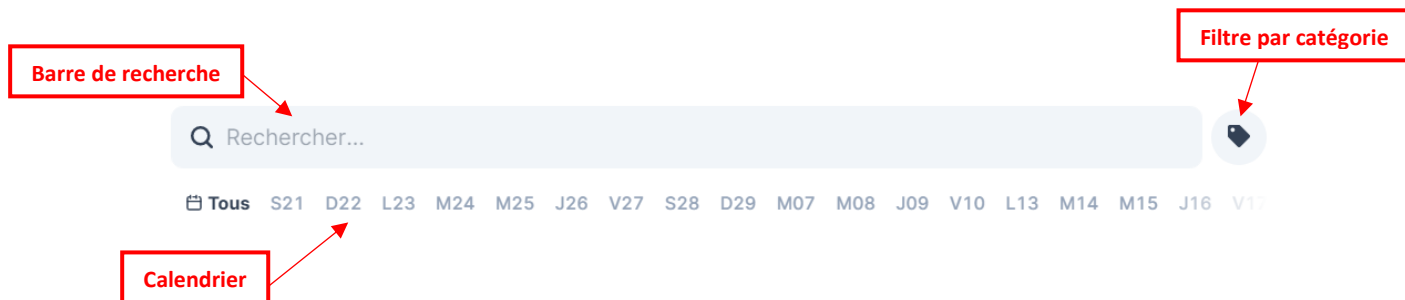 Filtre par catégorie
Barre de recherche
Rechercher...
Tous S21 D22 L23 M24 M25 J26 V27 S28 D29 M07 M08 J09 V10 L13 M14 M15 J16 V17
Calendrier